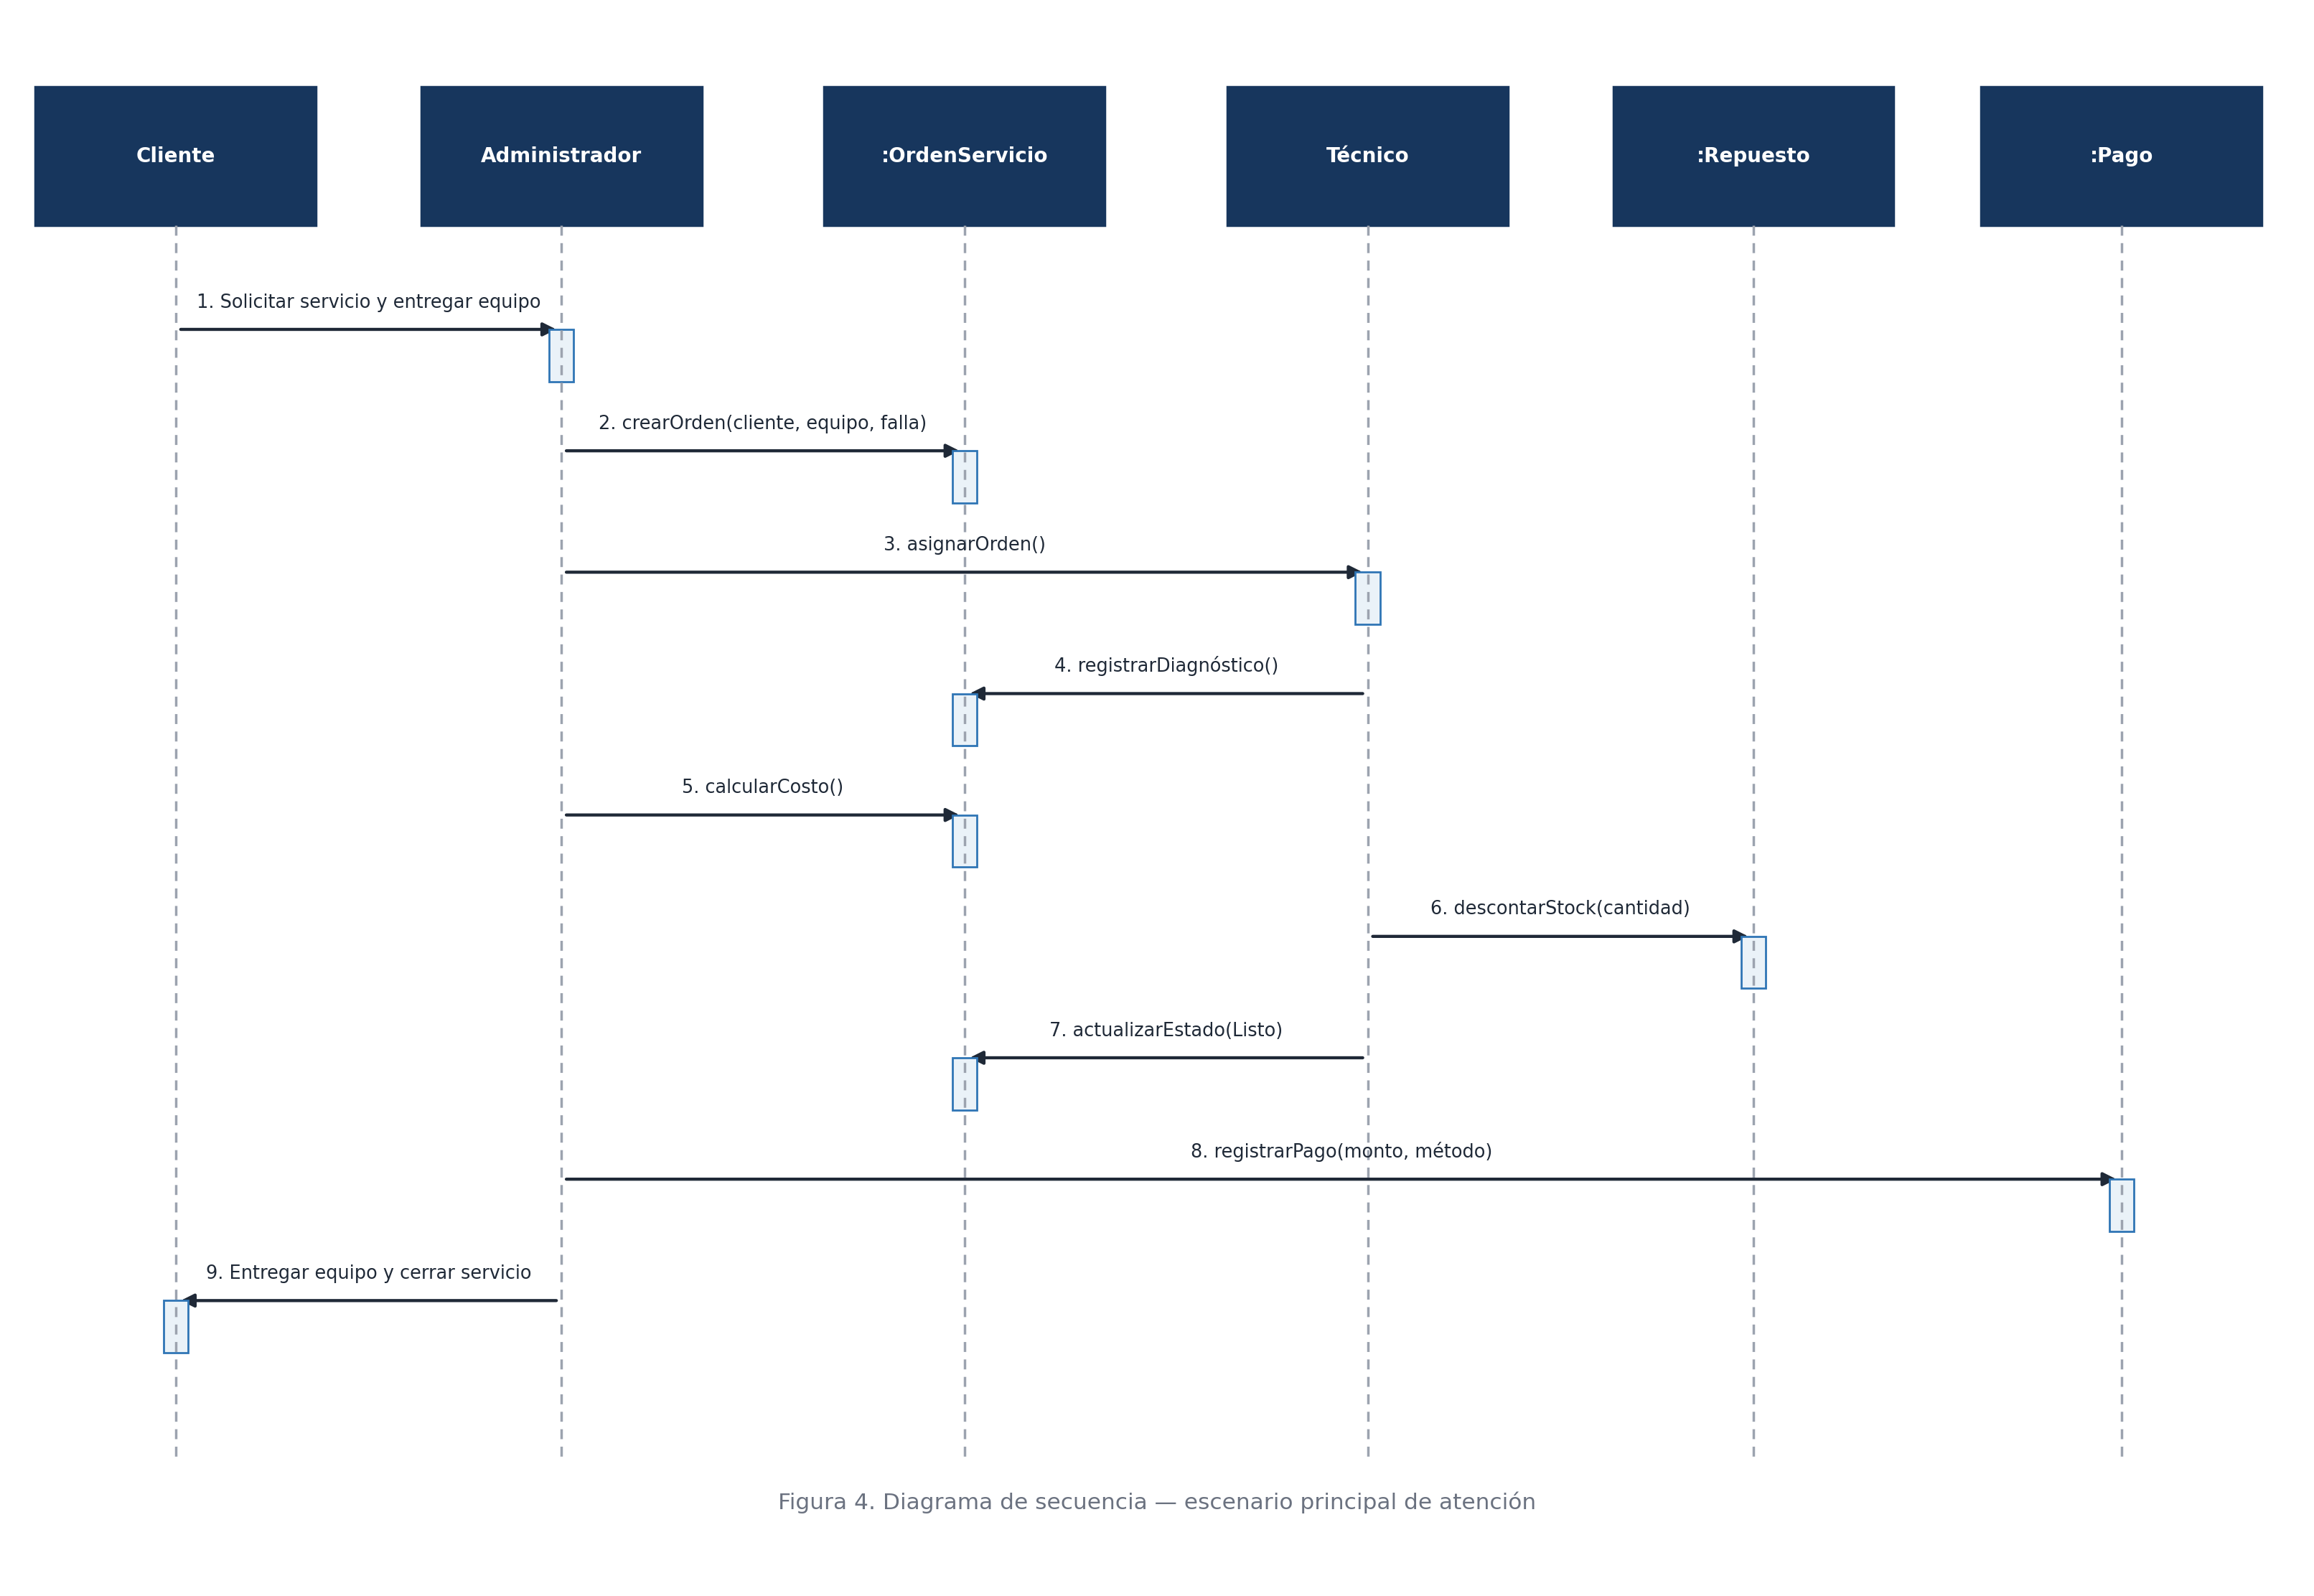 Cliente
Administrador
:OrdenServicio
Técnico
:Repuesto
:Pago
1. Solicitar servicio y entregar equipo
2. crearOrden(cliente, equipo, falla)
3. asignarOrden()
4. registrarDiagnóstico()
5. calcularCosto()
6. descontarStock(cantidad)
7. actualizarEstado(Listo)
8. registrarPago(monto, método)
9. Entregar equipo y cerrar servicio
Figura 4. Diagrama de secuencia — escenario principal de atención